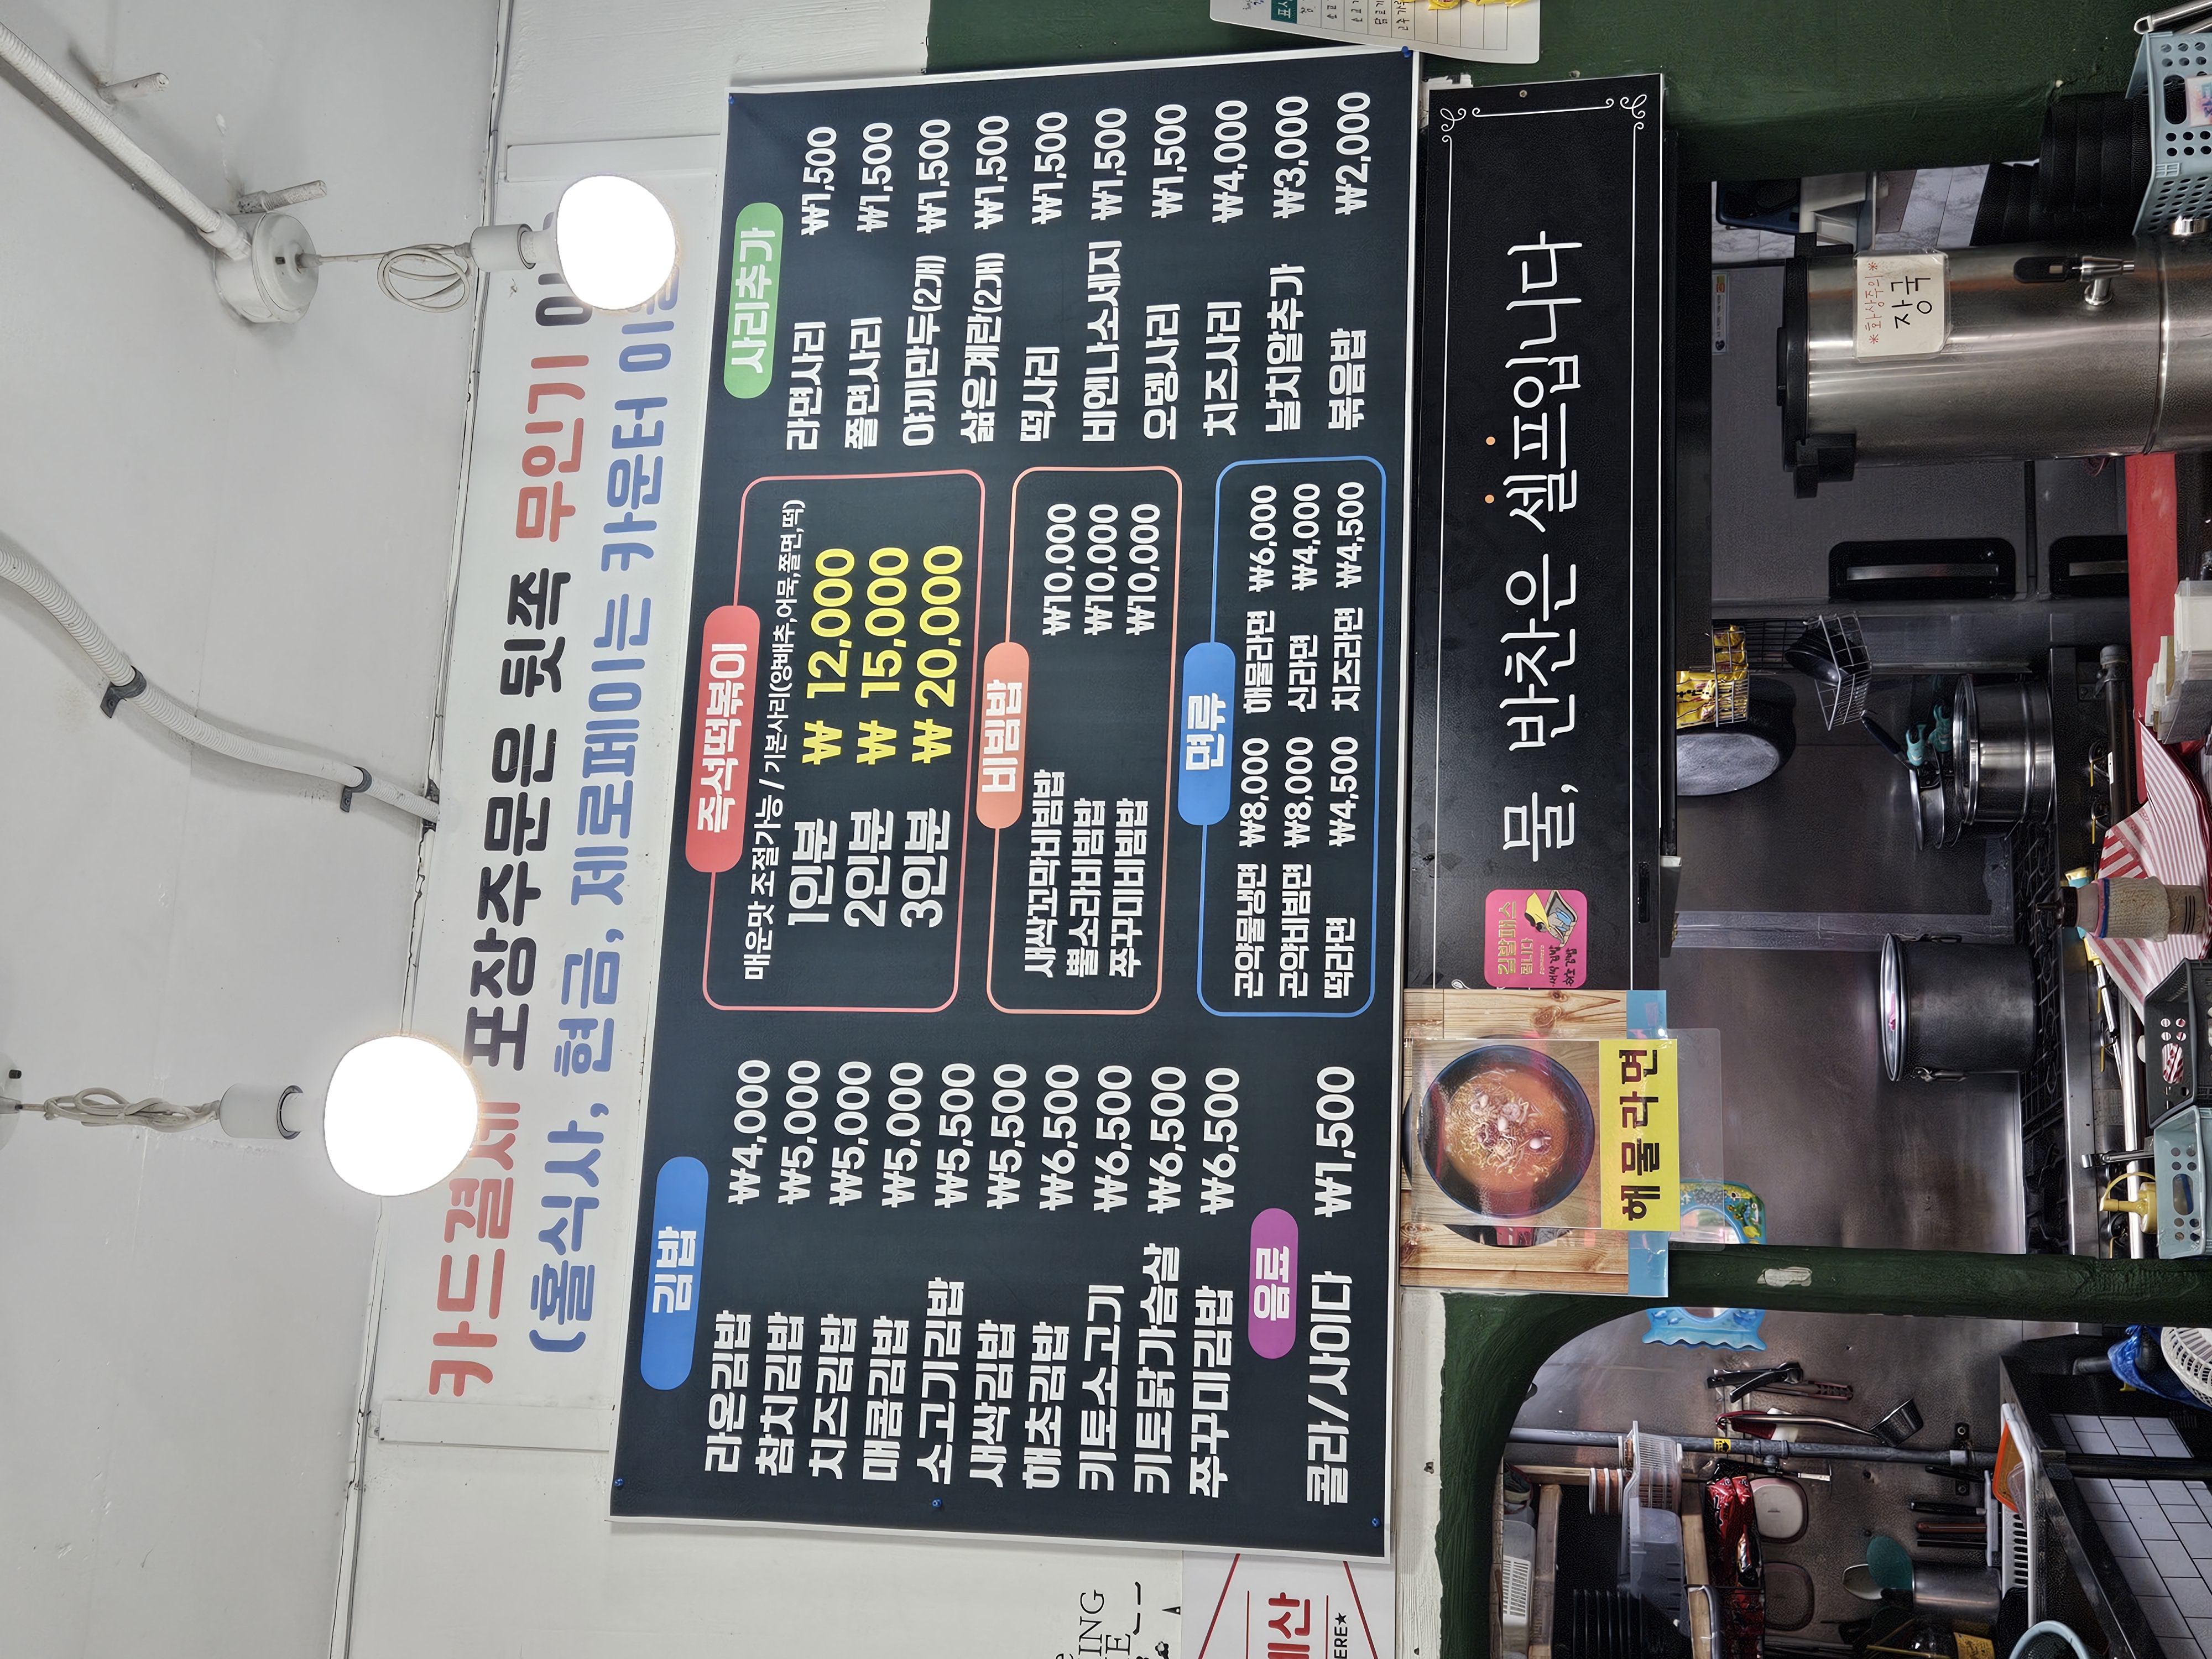 카드결제 포장주문은 뒷쪽 무인기
(홀식사, 현금, 제로페이는 카운터
김밥
라온김밥 ₩4,000
참치김밥 ₩5,000
치즈김밥 ₩5,000
매콤김밥 ₩5,000
소고기김밥 ₩5,500
새싹김밥 ₩5,500
해초김밥 ₩6,500
키토소고기 ₩6,500
키토닭가슴살 ₩6,500
쭈꾸미김밥 ₩6,500
음료
콜라/사이다 ₩1,500
즉석떡볶이
매운맛 조절가능 / 기본사리(양배추,어묵,쫄면,떡)
1인분 ₩ 12,000
2인분 ₩ 15,000
3인분 ₩ 20,000
비빔밥
새싹꼬막비빔밥 ₩10,000
뿔소라비빔밥 ₩10,000
쭈꾸미비빔밥 ₩10,000
면류
곤약물냉면 ₩8,000 해물라면 ₩6,000
곤약비빔면 ₩8,000 신라면 ₩4,000
떡라면 ₩4,500 치즈라면 ₩4,500
사리추가
라면사리 ₩1,500
쫄면사리 ₩1,500
야끼만두(2개) ₩1,500
삶은계란(2개) ₩1,500
떡사리 ₩1,500
비엔나소세지 ₩1,500
오뎅사리 ₩1,500
치즈사리 ₩4,000
날치알추가 ₩3,000
볶음밥 ₩2,000
물, 반찬은 셀프입니다
김밥패스
됩니다
해물라면
*화상주의*
장국